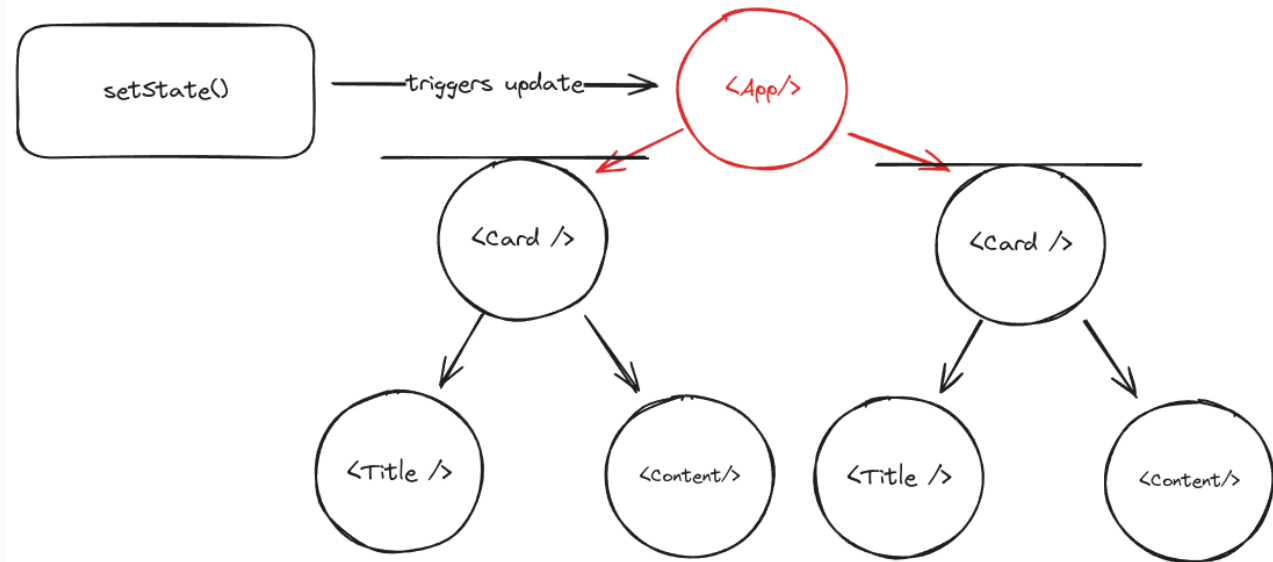 setState()
triggers update
<App/>
<Card />
<Card />
<Title />
<Content/>
<Title />
<Content/>